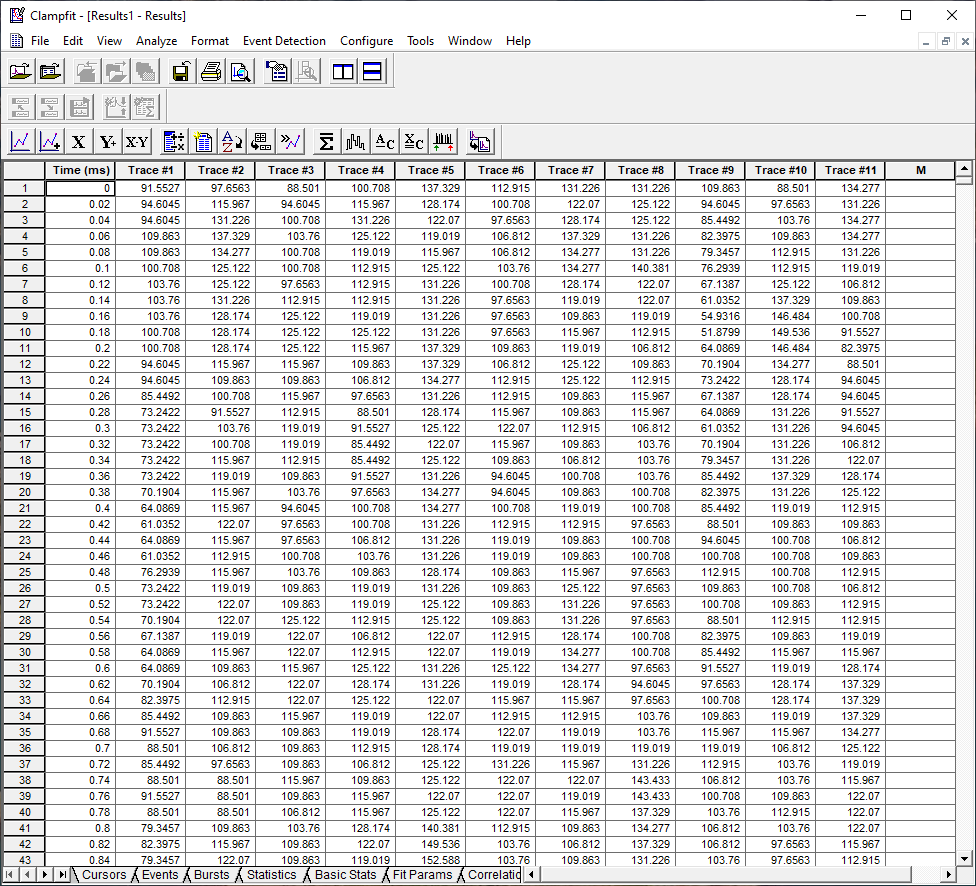 Clampfit - [Results1 - Results]
File Edit View Analyze Format Event Detection Configure Tools Window Help
Time (ms) Trace #1 Trace #2 Trace #3 Trace #4 Trace #5 Trace #6 Trace #7 Trace #8 Trace #9 Trace #10 Trace #11 M
1 0 91.5527 97.6563 88.501 100.708 137.329 112.915 131.226 131.226 109.863 88.501 134.277
2 0.02 94.6045 115.967 94.6045 115.967 128.174 100.708 122.07 125.122 94.6045 97.6563 131.226
3 0.04 94.6045 131.226 100.708 131.226 122.07 97.6563 128.174 125.122 85.4492 103.76 134.277
4 0.06 109.863 137.329 103.76 125.122 119.019 106.812 137.329 131.226 82.3975 109.863 134.277
5 0.08 109.863 134.277 100.708 119.019 115.967 106.812 134.277 131.226 79.3457 112.915 131.226
6 0.1 100.708 125.122 100.708 112.915 125.122 103.76 134.277 140.381 76.2939 112.915 119.019
7 0.12 103.76 125.122 97.6563 112.915 131.226 100.708 128.174 122.07 67.1387 125.122 106.812
8 0.14 103.76 131.226 112.915 112.915 131.226 97.6563 119.019 122.07 61.0352 137.329 109.863
9 0.16 103.76 128.174 125.122 119.019 131.226 97.6563 109.863 119.019 54.9316 146.484 100.708
10 0.18 100.708 128.174 125.122 125.122 131.226 97.6563 115.967 112.915 51.8799 149.536 91.5527
11 0.2 100.708 128.174 125.122 115.967 137.329 109.863 119.019 106.812 64.0869 146.484 82.3975
12 0.22 94.6045 115.967 115.967 109.863 137.329 106.812 125.122 109.863 70.1904 134.277 88.501
13 0.24 94.6045 109.863 109.863 106.812 134.277 112.915 125.122 112.915 73.2422 128.174 94.6045
14 0.26 85.4492 100.708 115.967 97.6563 131.226 112.915 109.863 115.967 67.1387 128.174 94.6045
15 0.28 73.2422 91.5527 112.915 88.501 128.174 115.967 109.863 115.967 64.0869 131.226 91.5527
16 0.3 73.2422 103.76 119.019 91.5527 125.122 122.07 112.915 106.812 61.0352 131.226 94.6045
17 0.32 73.2422 100.708 119.019 85.4492 122.07 115.967 109.863 103.76 70.1904 131.226 106.812
18 0.34 73.2422 115.967 112.915 85.4492 125.122 109.863 106.812 103.76 79.3457 131.226 122.07
19 0.36 73.2422 119.019 109.863 91.5527 131.226 94.6045 100.708 103.76 85.4492 137.329 128.174
20 0.38 70.1904 115.967 103.76 97.6563 134.277 94.6045 109.863 100.708 82.3975 131.226 125.122
21 0.4 64.0869 115.967 94.6045 100.708 134.277 100.708 119.019 100.708 85.4492 119.019 112.915
22 0.42 61.0352 122.07 97.6563 100.708 131.226 112.915 112.915 97.6563 88.501 109.863 109.863
23 0.44 64.0869 115.967 97.6563 106.812 131.226 119.019 109.863 100.708 94.6045 100.708 106.812
24 0.46 61.0352 112.915 100.708 103.76 131.226 119.019 109.863 100.708 100.708 100.708 109.863
25 0.48 76.2939 115.967 103.76 109.863 128.174 109.863 115.967 97.6563 112.915 100.708 112.915
26 0.5 73.2422 119.019 109.863 119.019 131.226 109.863 125.122 97.6563 109.863 100.708 106.812
27 0.52 73.2422 122.07 109.863 119.019 125.122 109.863 131.226 97.6563 100.708 109.863 112.915
28 0.54 70.1904 122.07 125.122 112.915 125.122 109.863 131.226 97.6563 88.501 112.915 112.915
29 0.56 67.1387 119.019 122.07 106.812 122.07 112.915 128.174 100.708 82.3975 109.863 119.019
30 0.58 64.0869 115.967 122.07 112.915 122.07 119.019 134.277 100.708 85.4492 115.967 115.967
31 0.6 64.0869 109.863 115.967 125.122 131.226 125.122 134.277 97.6563 91.5527 119.019 128.174
32 0.62 70.1904 106.812 122.07 128.174 131.226 119.019 128.174 94.6045 97.6563 128.174 137.329
33 0.64 82.3975 112.915 122.07 125.122 122.07 115.967 115.967 97.6563 100.708 128.174 137.329
34 0.66 85.4492 109.863 115.967 119.019 122.07 112.915 112.915 103.76 109.863 119.019 137.329
35 0.68 91.5527 109.863 109.863 119.019 128.174 122.07 119.019 103.76 115.967 115.967 134.277
36 0.7 88.501 106.812 109.863 112.915 128.174 119.019 119.019 119.019 119.019 106.812 125.122
37 0.72 85.4492 97.6563 109.863 106.812 125.122 131.226 115.967 131.226 112.915 103.76 119.019
38 0.74 88.501 88.501 115.967 109.863 125.122 122.07 122.07 143.433 106.812 103.76 115.967
39 0.76 91.5527 88.501 109.863 115.967 122.07 122.07 119.019 143.433 100.708 109.863 122.07
40 0.78 88.501 88.501 106.812 115.967 125.122 122.07 115.967 137.329 103.76 112.915 122.07
41 0.8 79.3457 109.863 103.76 128.174 140.381 112.915 109.863 134.277 106.812 103.76 122.07
42 0.82 82.3975 115.967 109.863 122.07 149.536 103.76 106.812 137.329 106.812 97.6563 115.967
43 0.84 79.3457 122.07 109.863 119.019 152.588 103.76 109.863 131.226 103.76 97.6563 112.915
Cursors Events Bursts Statistics Basic Stats Fit Params Correlatic